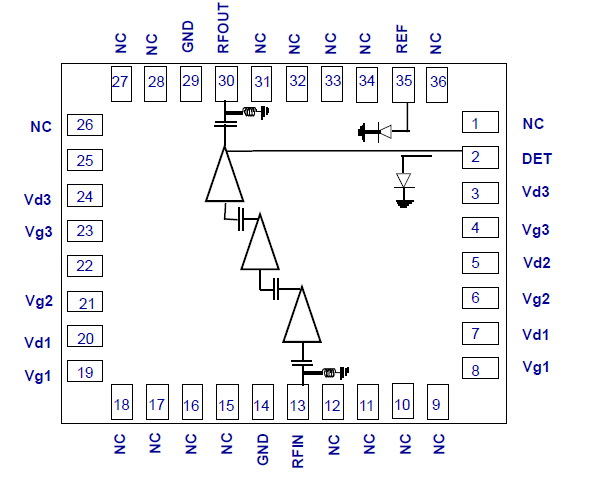 NC NC GND RFOUT NC NC NC NC REF NC
27 28 29 30 31 32 33 34 35 36
NC 26 1 NC
25 2 DET
Vd3 24 3 Vd3
Vg3 23 4 Vg3
22 5 Vd2
Vg2 21 6 Vg2
Vd1 20 7 Vd1
Vg1 19 8 Vg1
18 17 16 15 14 13 12 11 10 9
NC NC NC NC GND RFIN NC NC NC NC